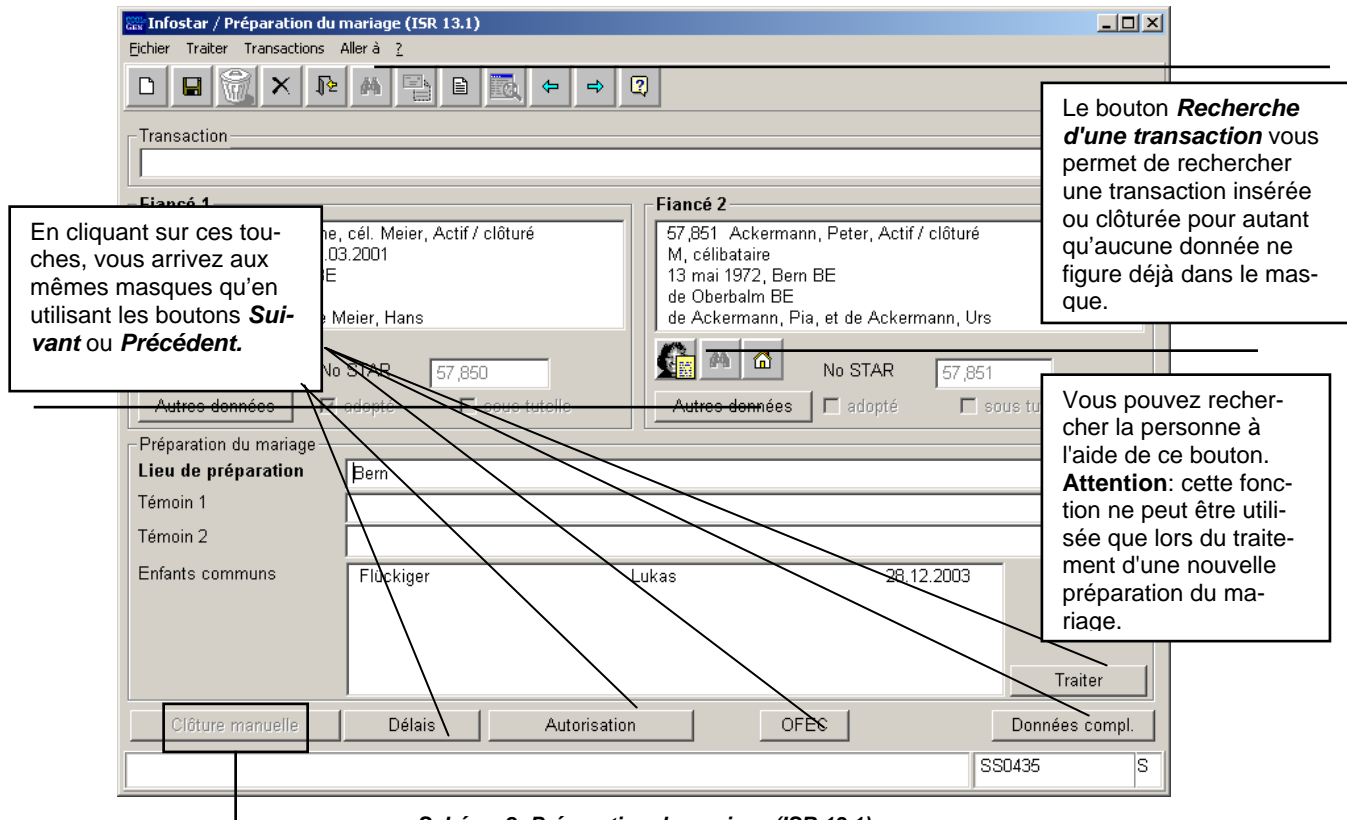 Infostar / Préparation du mariage (ISR 13.1)
Fichier Traiter Transactions Aller à ?
Le bouton Recherche
d'une transaction vous
permet de rechercher
une transaction insérée
ou clôturée pour autant
qu'aucune donnée ne
figure déjà dans le mas-
que.
Transaction
Fiancé 1
Fiancé 2
En cliquant sur ces tou-
ches, vous arrivez aux
mêmes masques qu'en
utilisant les boutons Sui-
vant ou Précédent.
ne, cél. Meier, Actif / clôturé
.03.2001
BE
Meier, Hans
57,851 Ackermann, Peter, Actif / clôturé
M, célibataire
13 mai 1972, Bern BE
de Oberbalm BE
de Ackermann, Pia, et de Ackermann, Urs
No STAR 57,850
No STAR 57,851
Autres données adopté sous tutelle
Autres données adopté sous tu
Vous pouvez recher-
cher la personne à
l'aide de ce bouton.
Attention: cette fonc-
tion ne peut être utili-
sée que lors du traite-
ment d'une nouvelle
préparation du ma-
riage.
Préparation du mariage
Lieu de préparation Bern
Témoin 1
Témoin 2
Enfants communs Flückiger Lukas 28.12.2003
Traiter
Clôture manuelle Délais Autorisation OFEC Données compl.
SS0435 S